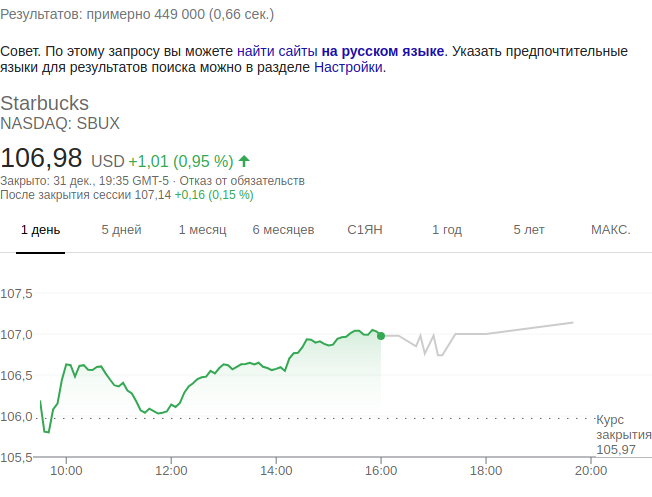 Результатов: примерно 449 000 (0,66 сек.)
Совет. По этому запросу вы можете найти сайты на русском языке. Указать предпочтительные
языки для результатов поиска можно в разделе Настройки.
Starbucks
NASDAQ: SBUX
106,98 USD +1,01 (0,95 %)
Закрыто: 31 дек., 19:35 GMT-5 · Отказ от обязательств
После закрытия сессии 107,14 +0,16 (0,15 %)
1 день 5 дней 1 месяц 6 месяцев С1ЯН 1 год 5 лет МАКС.
107,5
107,0
106,5
106,0
Курс
закрытия
105,97
105,5
10:00 12:00 14:00 16:00 18:00 20:00